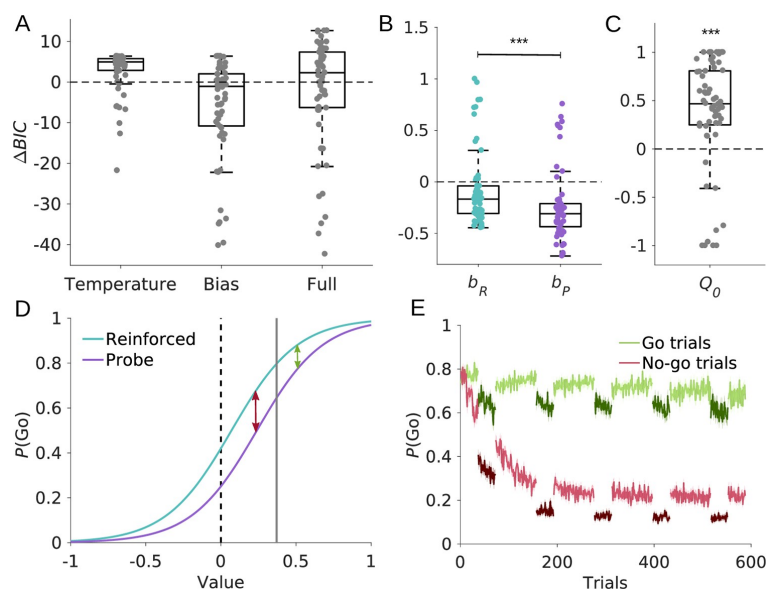 A
ΔBIC
10
0
-10
-20
-30
-40
Temperature
Bias
Full
B
***
1.5
1
0.5
0
-0.5
b_R
b_P
C
***
1
0.5
0
-0.5
-1
Q_0
D
P(Go)
1
0.8
0.6
0.4
0.2
0
Reinforced
Probe
-1
-0.5
0
0.5
1
Value
E
P(Go)
1
0.8
0.6
0.4
0.2
0
Go trials
No-go trials
0
200
400
600
Trials